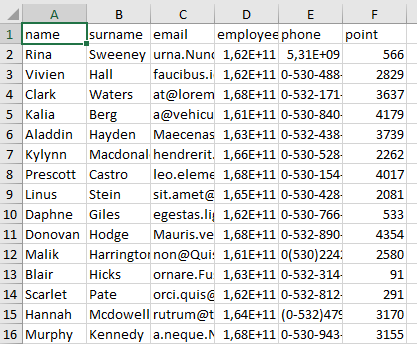 A B C D E F
1 name surname email employee phone point
2 Rina Sweeney urna.Nunc 1,62E+11 5,31E+09 566
3 Vivien Hall faucibus.i 1,62E+11 0-530-488- 2829
4 Clark Waters at@lorem 1,68E+11 0-532-171- 3637
5 Kalia Berg a@vehicu 1,61E+11 0-530-840- 4179
6 Aladdin Hayden Maecenas 1,63E+11 0-532-438- 3739
7 Kylynn Macdonal hendrerit. 1,66E+11 0-530-528- 2262
8 Prescott Castro leo.eleme 1,68E+11 0-530-154- 4017
9 Linus Stein sit.amet@ 1,65E+11 0-530-428- 2081
10 Daphne Giles egestas.lig 1,62E+11 0-530-766- 533
11 Donovan Hodge Mauris.ve 1,68E+11 0-532-890- 4354
12 Malik Harrington non@Quis 1,61E+11 0(530)224 2580
13 Blair Hicks ornare.Fu 1,63E+11 0-532-314- 91
14 Scarlet Pate orci.quis@ 1,62E+11 0-532-812- 291
15 Hannah Mcdowell rutrum@t 1,64E+11 (0-532)479 3170
16 Murphy Kennedy a.neque.N 1,68E+11 0-530-943- 3155